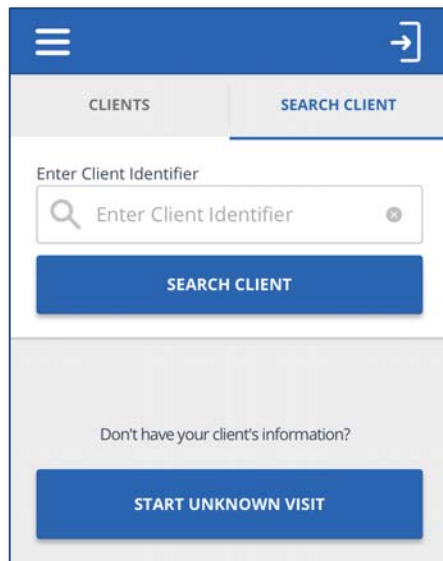 CLIENTS
SEARCH CLIENT
Enter Client Identifier
Enter Client Identifier
SEARCH CLIENT
Don't have your client's information?
START UNKNOWN VISIT